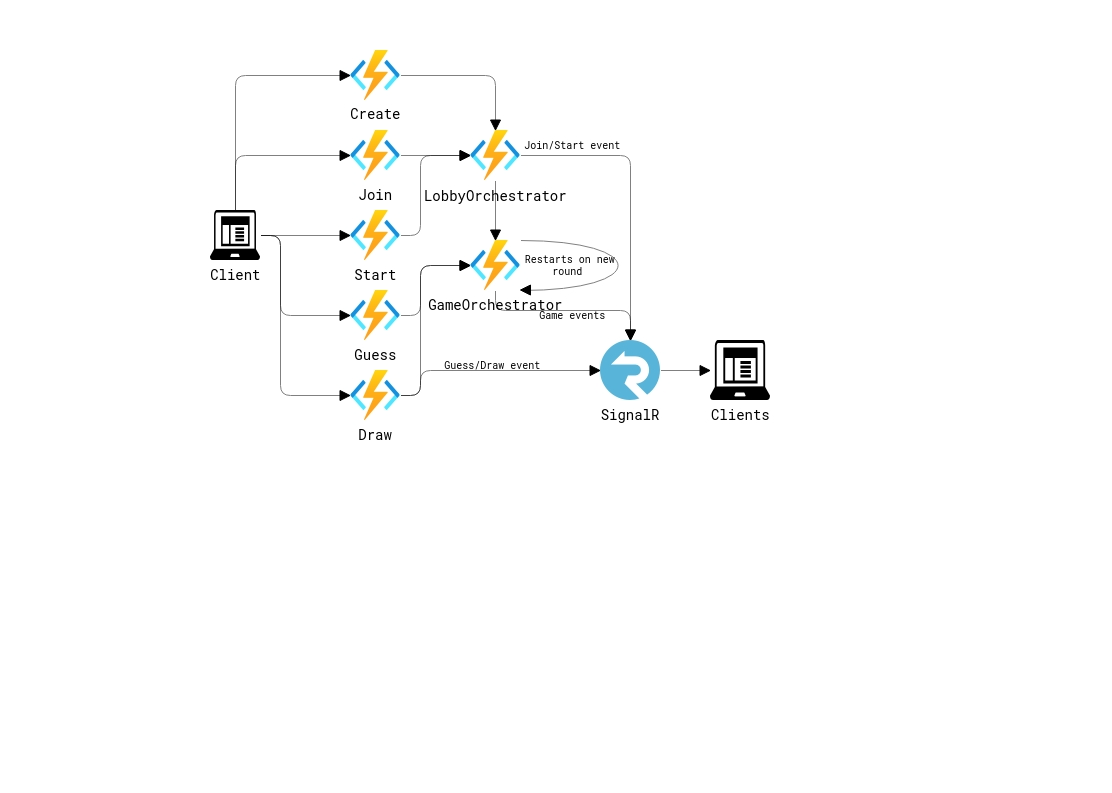 Create
Join/Start event
Join
LobbyOrchestrator
Client
Start
Restarts on new
round
GameOrchestrator
Game events
Guess
Guess/Draw event
SignalR
Clients
Draw